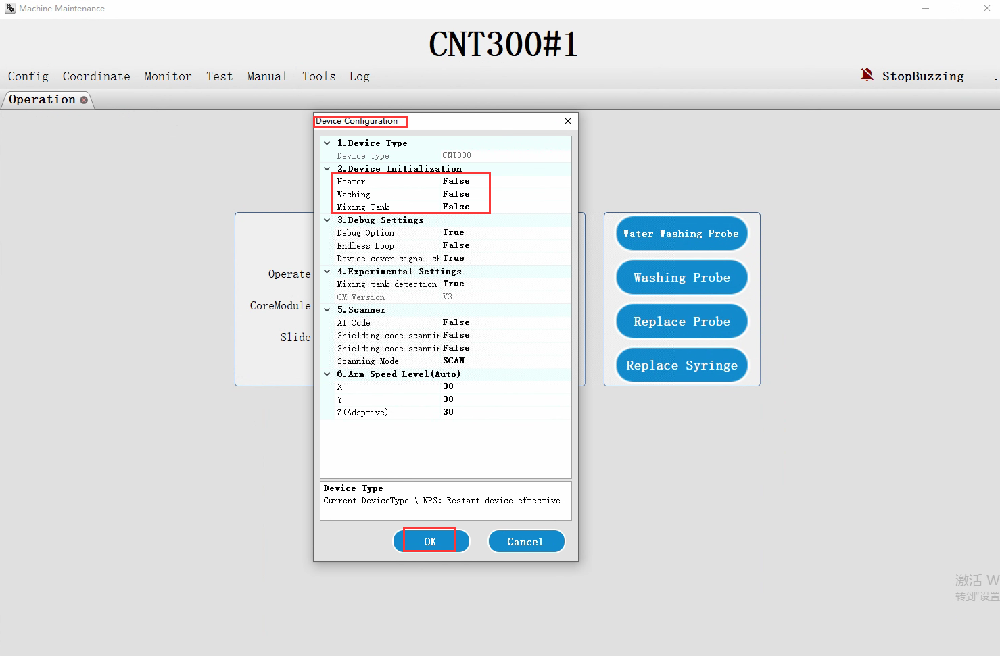 Machine Maintenance
CNT300#1
Config Coordinate Monitor Test Manual Tools Log
StopBuzzing
Operation
Device Configuration
1.Device Type
Device Type CNT330
2.Device Initialization
Heater False
Washing False
Mixing Tank False
3.Debug Settings
Debug Option True
Endless Loop False
Device cover signal sh True
4.Experimental Settings
Mixing tank detection True
CM Version V3
5.Scanner
AI Code False
Shielding code scannin False
Shielding code scannin False
Scanning Mode SCAN
6.Arm Speed Level(Auto)
X 30
Y 30
Z(Adaptive) 30
Device Type
Current DeviceType \ NPS: Restart device effective
OK Cancel
Operate
CoreModule
Slide
Water Washing Probe
Washing Probe
Replace Probe
Replace Syringe
激活 W
转到"设置